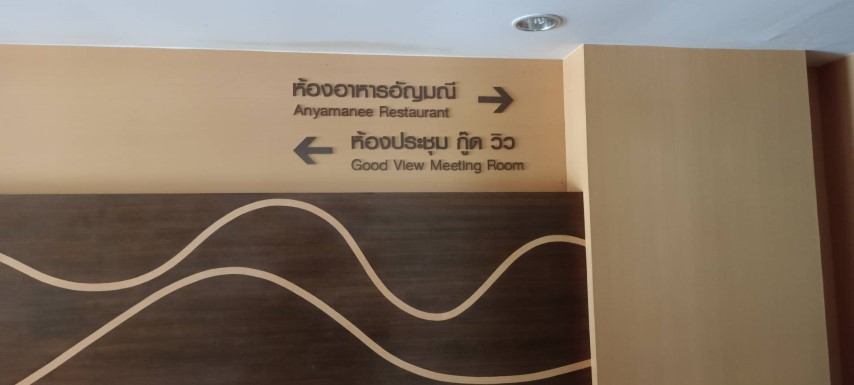 ห้องอาหารอัญมณี
Anyamanee Restaurant
ห้องประชุม กู๊ด วิว
Good View Meeting Room